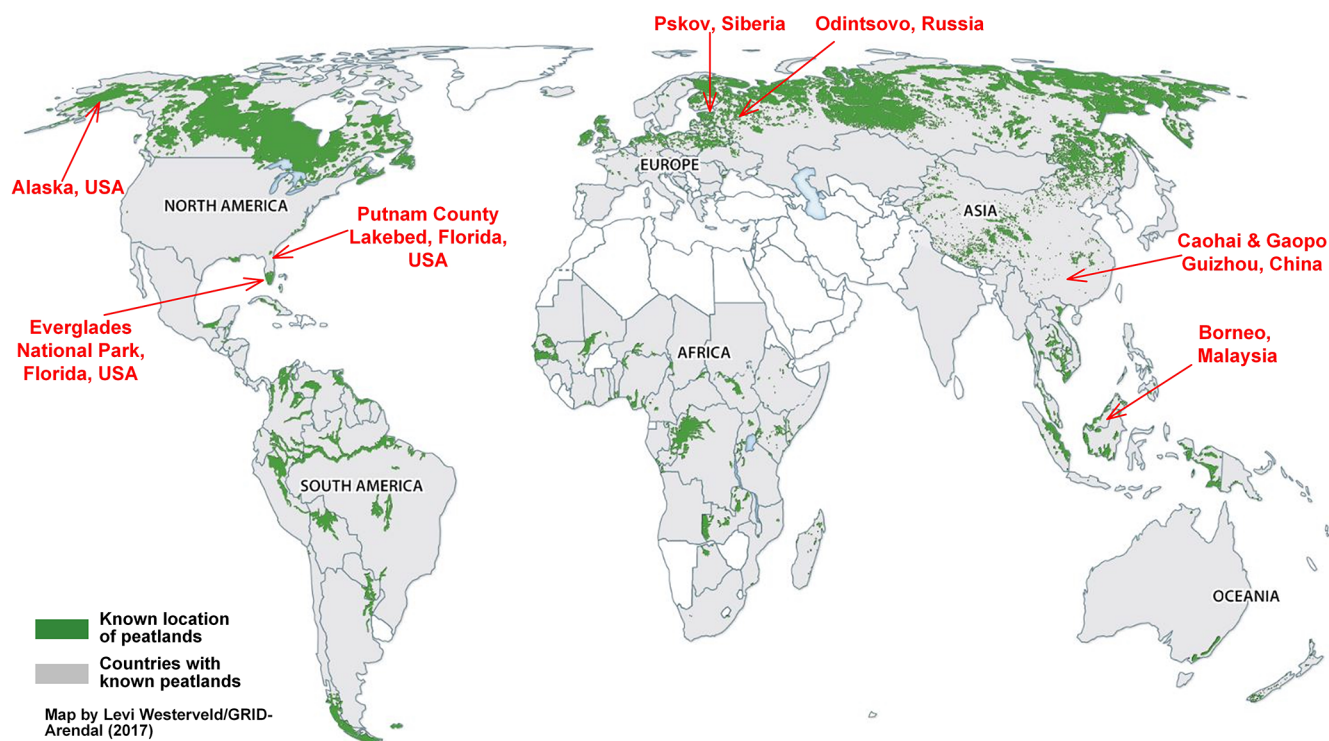 Pskov, Siberia
Odintsovo, Russia
Alaska, USA
NORTH AMERICA
EUROPE
ASIA
Putnam County
Lakebed, Florida,
USA
Caohai & Gaopo
Guizhou, China
Everglades
National Park,
Florida, USA
Borneo,
Malaysia
AFRICA
SOUTH AMERICA
OCEANIA
Known location
of peatlands
Countries with
known peatlands
Map by Levi Westerveld/GRID-
Arendal (2017)